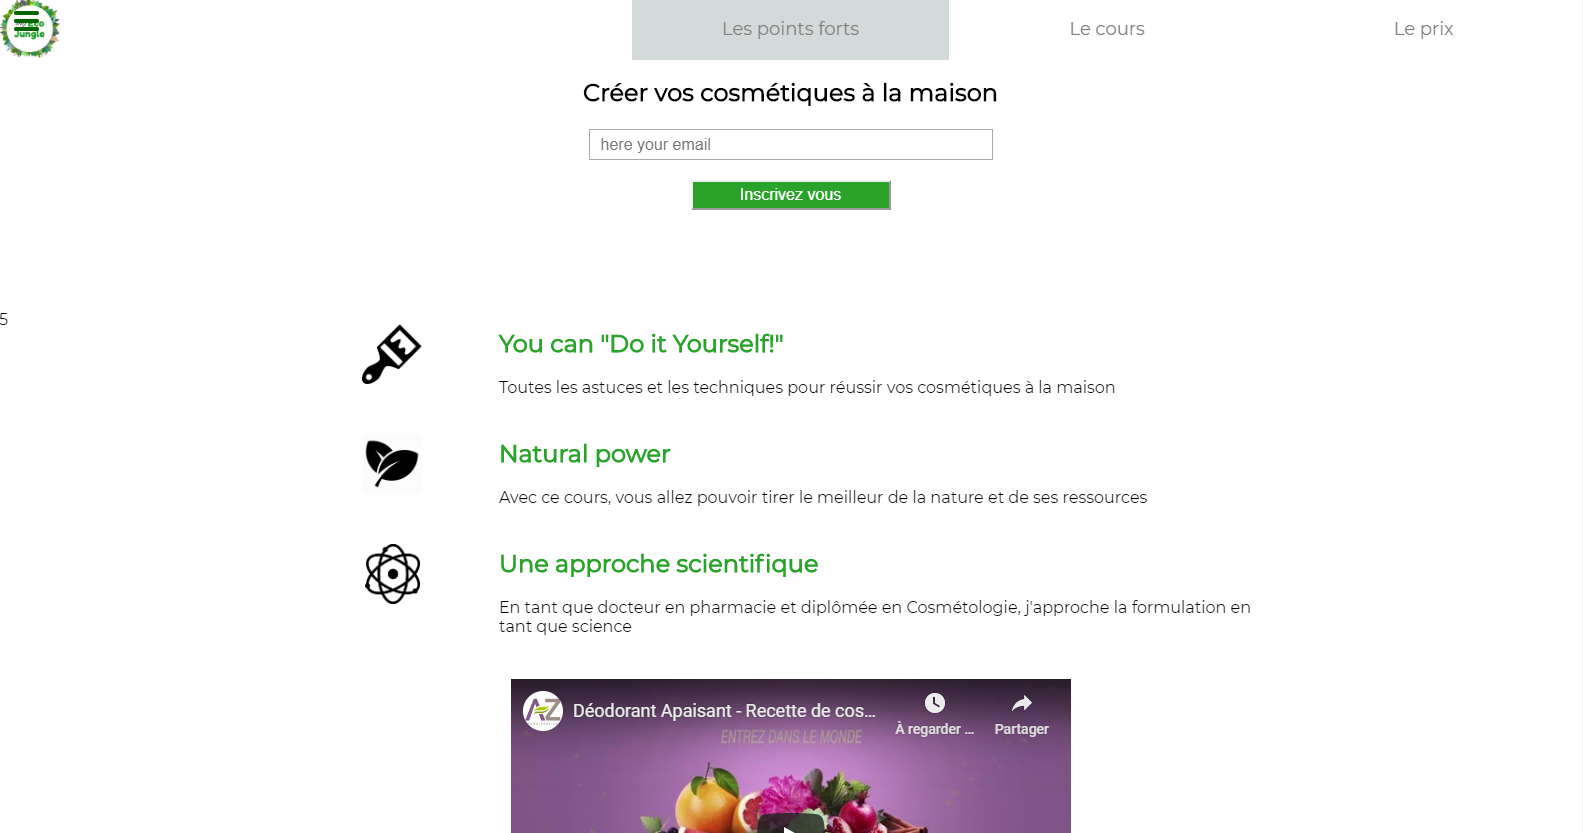 Eco
Jungle
Les points forts
Le cours
Le prix
Créer vos cosmétiques à la maison
here your email
Inscrivez vous
5
You can "Do it Yourself!"
Toutes les astuces et les techniques pour réussir vos cosmétiques à la maison
Natural power
Avec ce cours, vous allez pouvoir tirer le meilleur de la nature et de ses ressources
Une approche scientifique
En tant que docteur en pharmacie et diplômée en Cosmétologie, j'approche la formulation en
tant que science
AZ
Déodorant Apaisant - Recette de cos...
À regarder ...
Partager
ENTREZ DANS LE MONDE